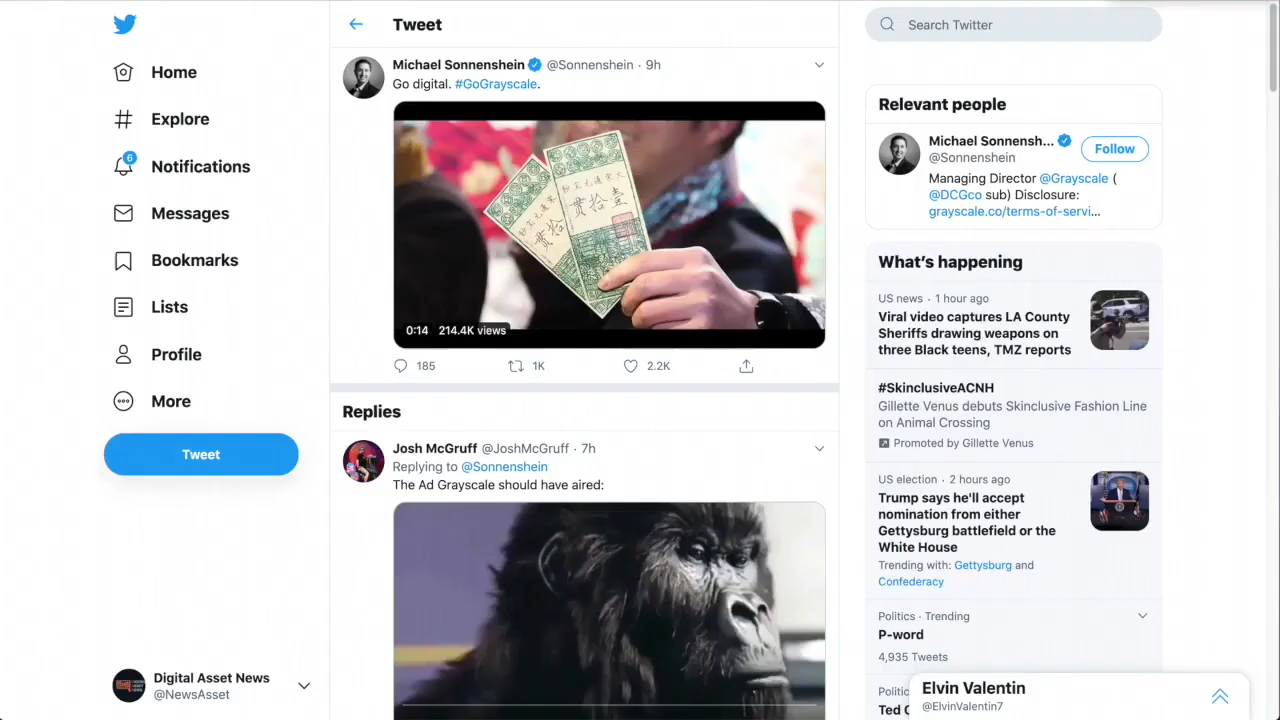 Home
Explore
6
Notifications
Messages
Bookmarks
Lists
Profile
More
Tweet
Digital Asset News
@NewsAsset
Tweet
Michael Sonnenshein @Sonnenshein · 9h
Go digital. #GoGrayscale.
0:14 214.4K views
185 1K 2.2K
Replies
Josh McGruff @JoshMcGruff · 7h
Replying to @Sonnenshein
The Ad Grayscale should have aired:
Search Twitter
Relevant people
Michael Sonnensh...
@Sonnenshein
Follow
Managing Director @Grayscale (
@DCGco sub) Disclosure:
grayscale.co/terms-of-servi...
What's happening
US news · 1 hour ago
Viral video captures LA County
Sheriffs drawing weapons on
three Black teens, TMZ reports
#SkinclusiveACNH
Gillette Venus debuts Skinclusive Fashion Line
on Animal Crossing
Promoted by Gillette Venus
US election · 2 hours ago
Trump says he'll accept
nomination from either
Gettysburg battlefield or the
White House
Trending with: Gettysburg and
Confederacy
Politics · Trending
P-word
4,935 Tweets
Elvin Valentin
@ElvinValentin7